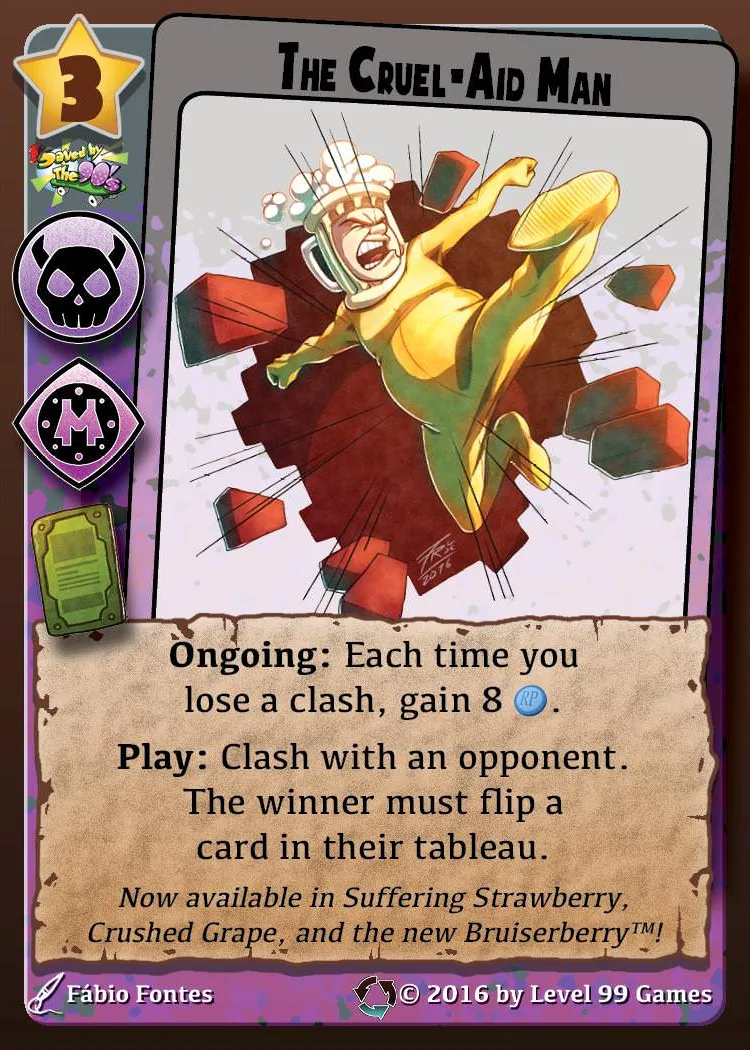 3
The Cruel-Aid Man
Saved by
The 90's
M
2016
Ongoing: Each time you
lose a clash, gain 8 RP.
Play: Clash with an opponent.
The winner must flip a
card in their tableau.
Now available in Suffering Strawberry,
Crushed Grape, and the new Bruiserberry™!
Fábio Fontes
© 2016 by Level 99 Games